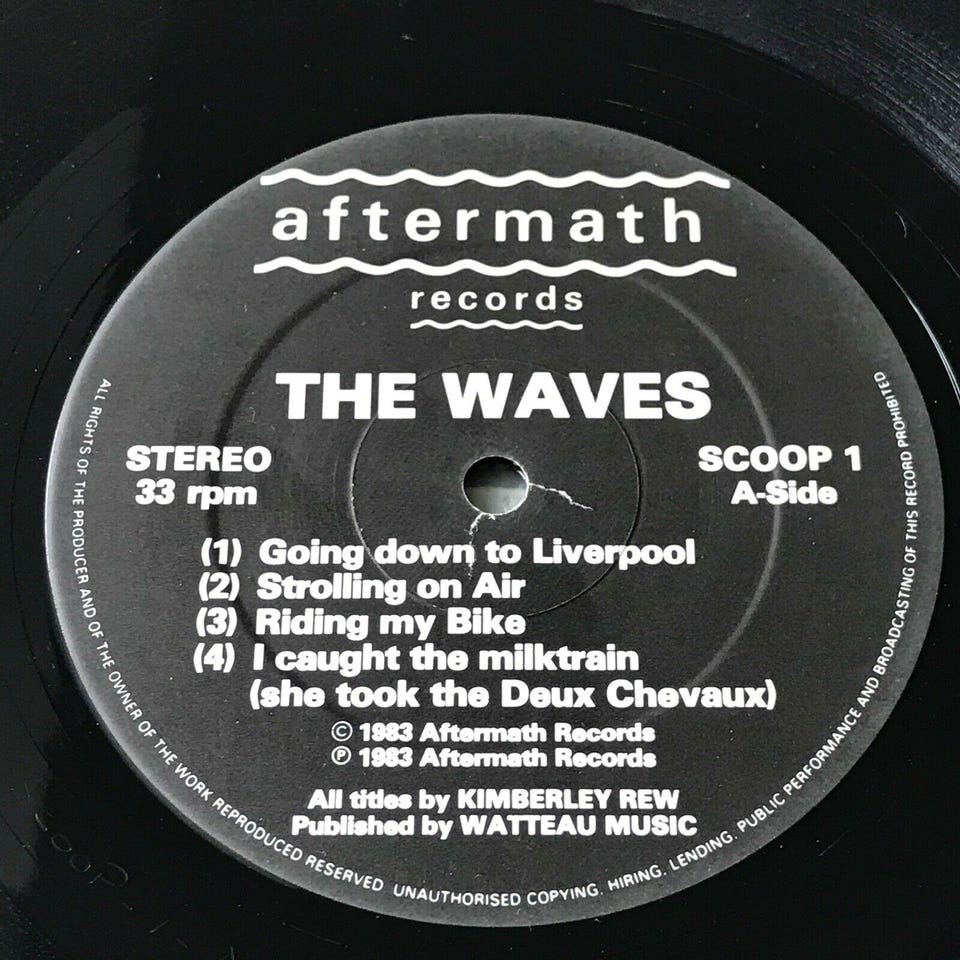 aftermath
records
THE WAVES
STEREO
33 rpm
SCOOP 1
A-Side
(1) Going down to Liverpool
(2) Strolling on Air
(3) Riding my Bike
(4) I caught the milktrain
(she took the Deux Chevaux)
© 1983 Aftermath Records
℗ 1983 Aftermath Records
All titles by KIMBERLEY REW
Published by WATTEAU MUSIC
ALL RIGHTS OF THE PRODUCER AND OF THE OWNER OF THE WORK REPRODUCED RESERVED UNAUTHORISED COPYING, HIRING, LENDING, PUBLIC PERFORMANCE AND BROADCASTING OF THIS RECORD PROHIBITED